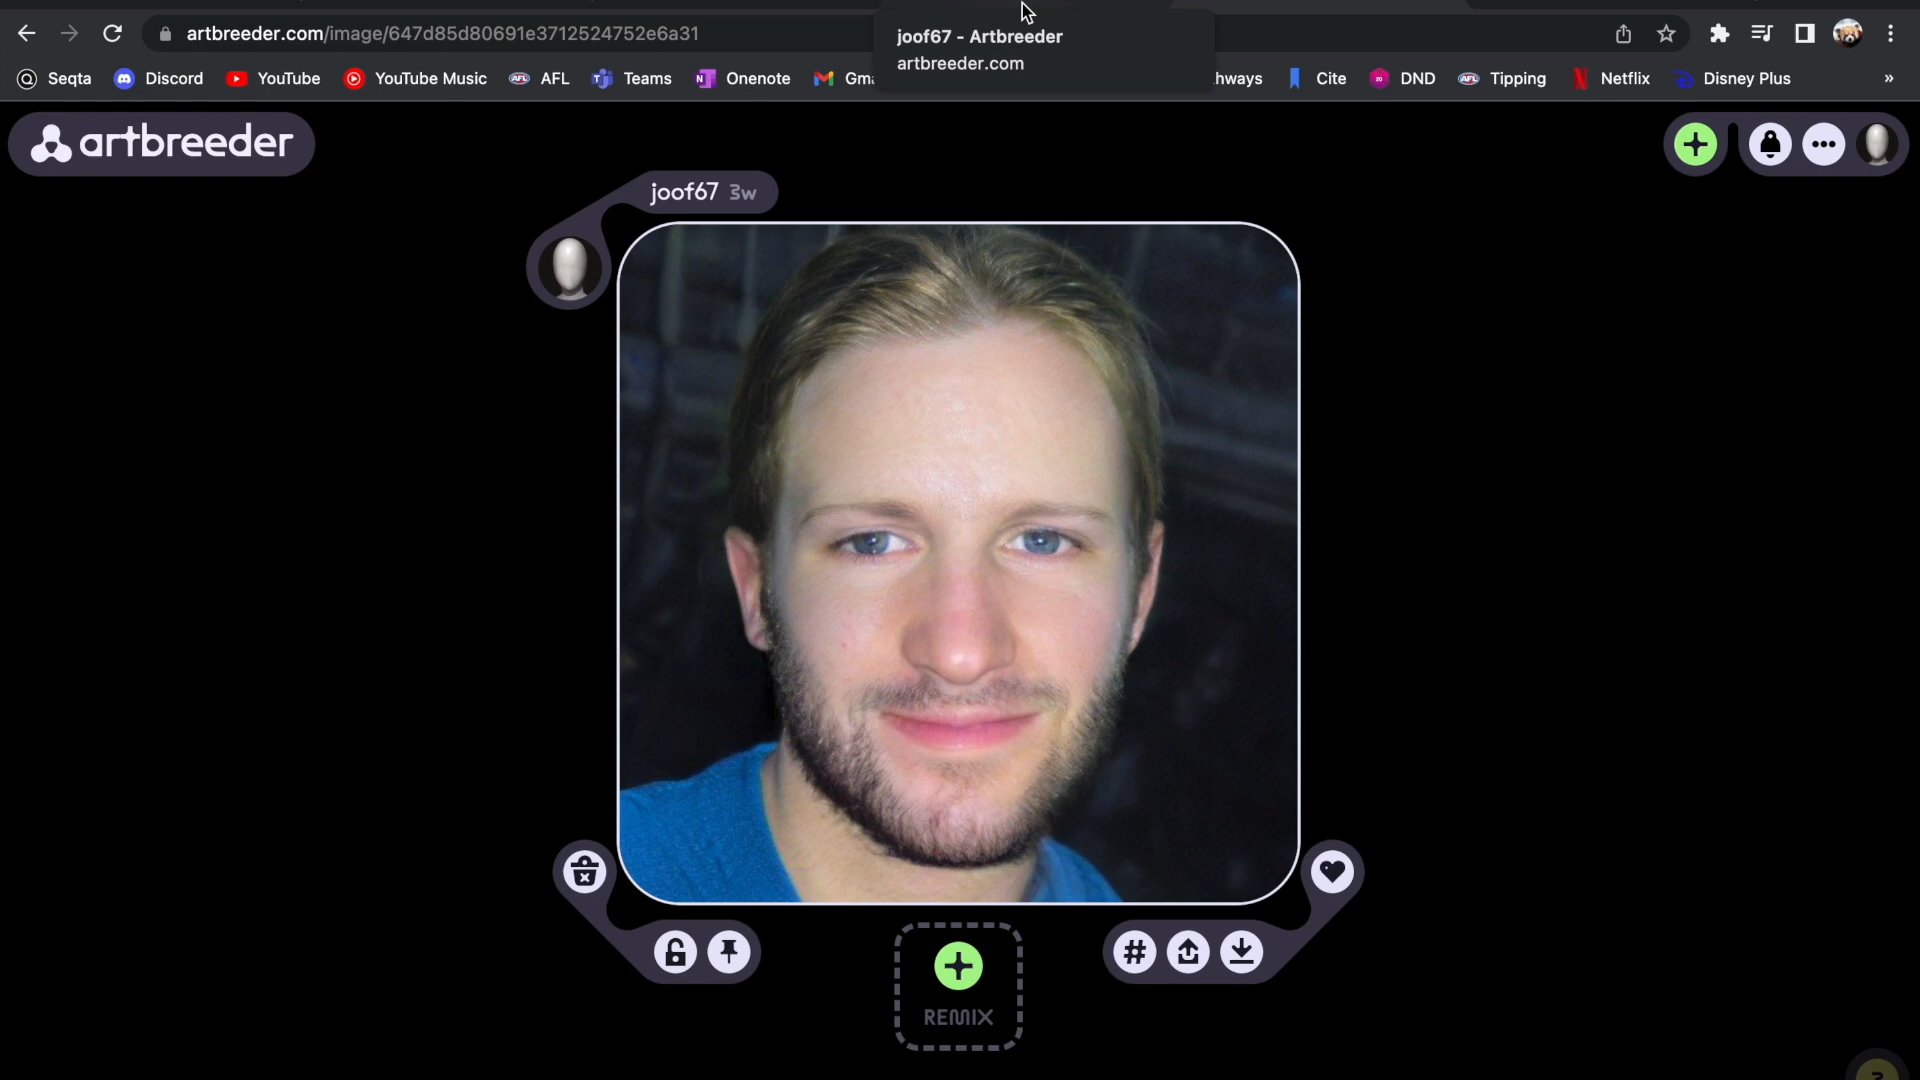 artbreeder.com/image/647d85d80691e3712524752e6a31
joof67 - Artbreeder
artbreeder.com
Seqta Discord YouTube YouTube Music AFL Teams Onenote Gma hways Cite DND Tipping Netflix Disney Plus »
artbreeder
joof67 3w
REMIX